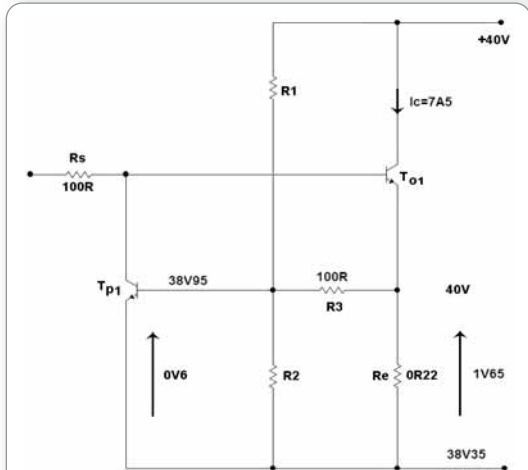 +40V
R1
Ic=7A5
Rs
100R
To1
Tp1
38V95
100R
R3
40V
0V6
R2
Re
0R22
1V65
38V35